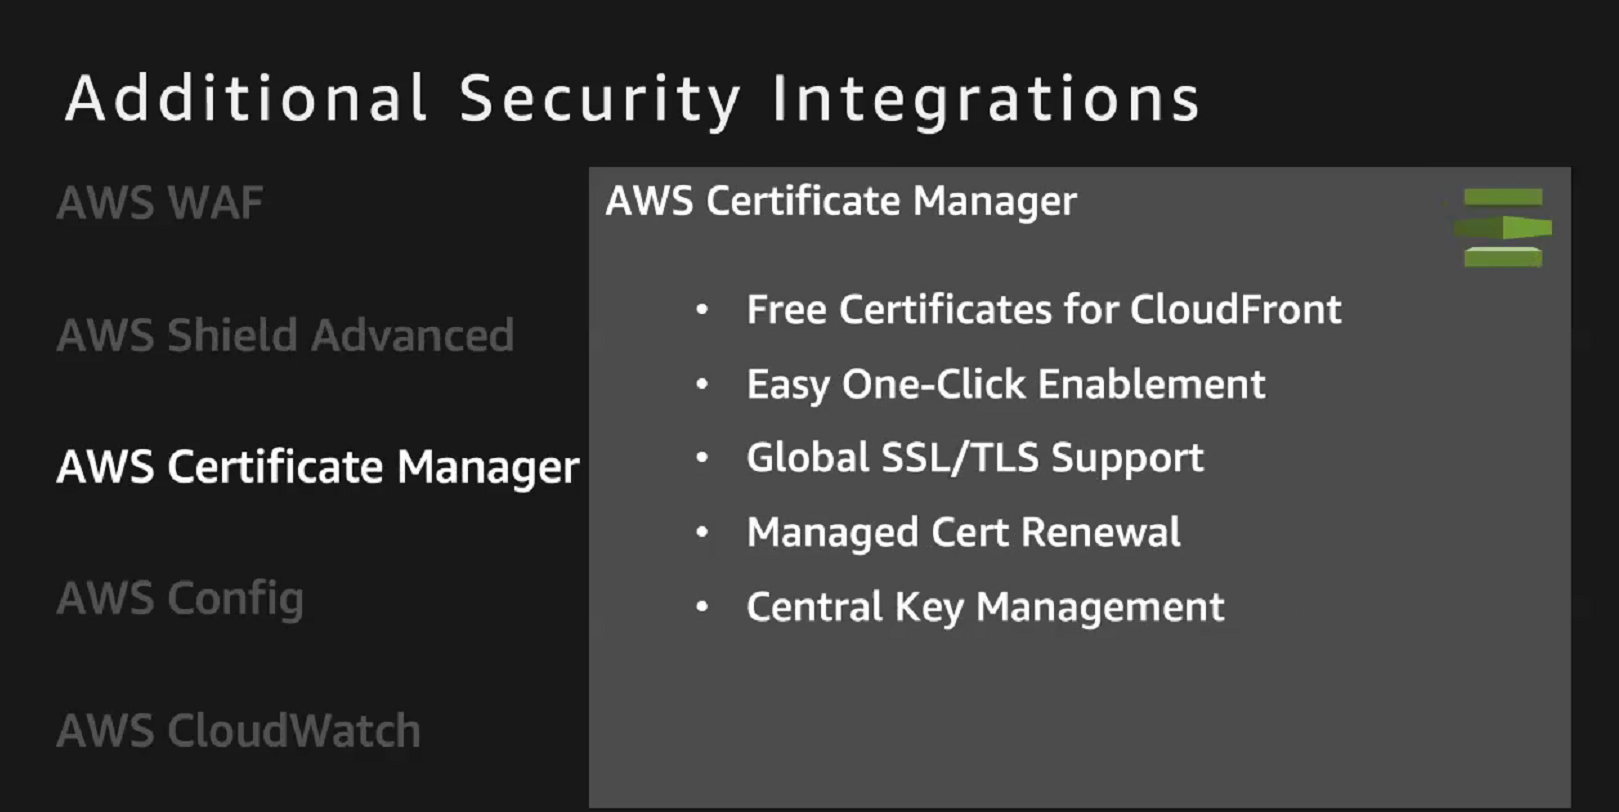 Additional Security Integrations
AWS WAF
AWS Shield Advanced
AWS Certificate Manager
AWS Config
AWS CloudWatch
AWS Certificate Manager
• Free Certificates for CloudFront
• Easy One-Click Enablement
• Global SSL/TLS Support
• Managed Cert Renewal
• Central Key Management